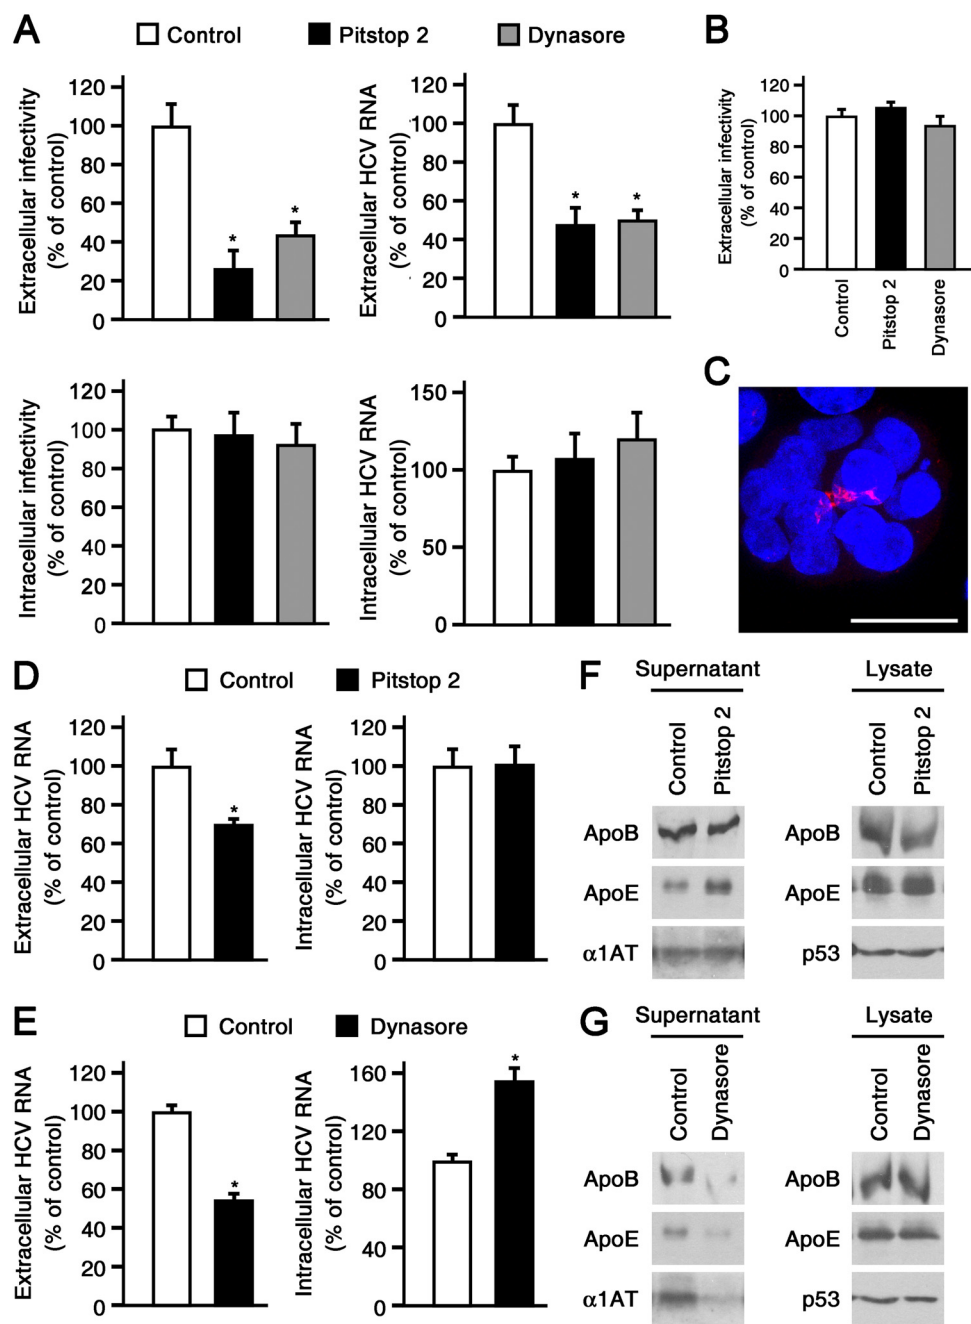 A
Control
Pitstop 2
Dynasore
Extracellular infectivity
(% of control)
120
100
80
60
40
20
0
Extracellular HCV RNA
(% of control)
120
100
80
60
40
20
0
*
*
*
*
Intracellular infectivity
(% of control)
120
100
80
60
40
20
0
Intracellular HCV RNA
(% of control)
150
100
50
0
B
Extracellular infectivity
(% of control)
120
100
80
60
40
20
0
Control
Pitstop 2
Dynasore
C
D
Control
Pitstop 2
Extracellular HCV RNA
(% of control)
120
100
80
60
40
20
0
*
Intracellular HCV RNA
(% of control)
120
100
80
60
40
20
0
E
Control
Dynasore
Extracellular HCV RNA
(% of control)
120
100
80
60
40
20
0
*
Intracellular HCV RNA
(% of control)
160
120
80
40
0
*
F
Supernatant
Lysate
Control
Pitstop 2
Control
Pitstop 2
ApoB
ApoB
ApoE
ApoE
α1AT
p53
G
Supernatant
Lysate
Control
Dynasore
Control
Dynasore
ApoB
ApoB
ApoE
ApoE
α1AT
p53